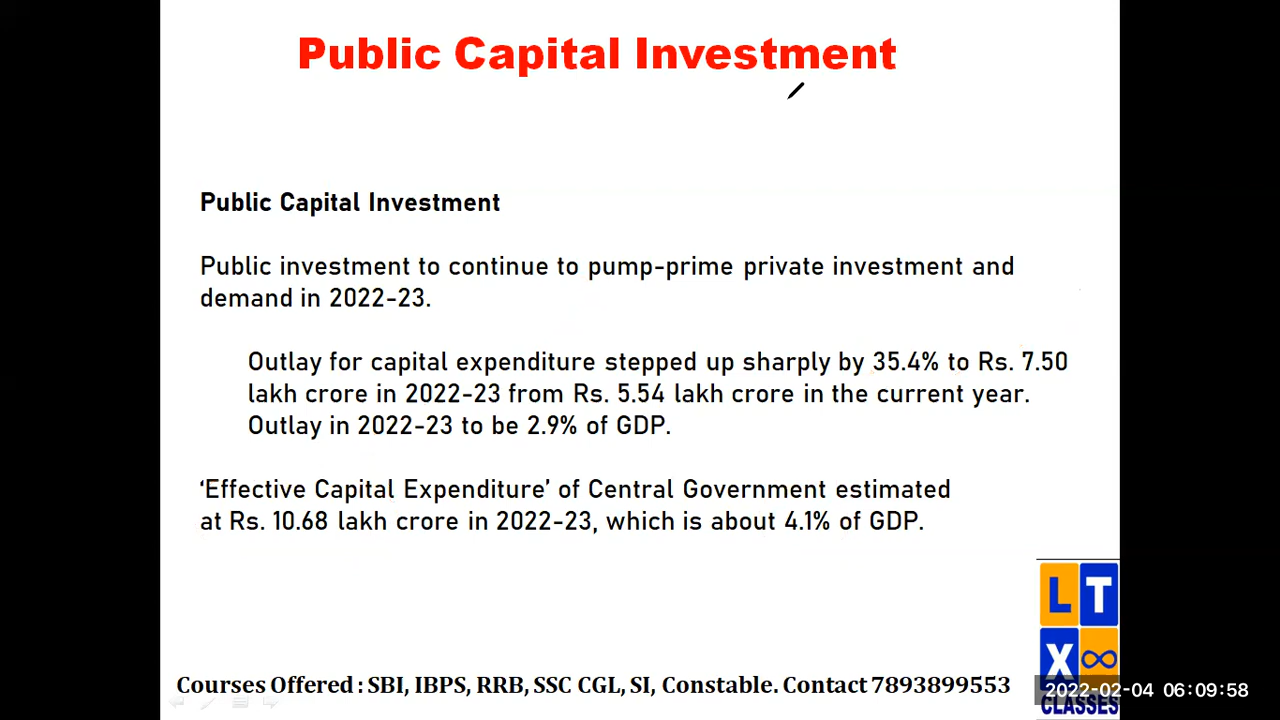 Public Capital Investment
Public Capital Investment
Public investment to continue to pump-prime private investment and
demand in 2022-23.
Outlay for capital expenditure stepped up sharply by 35.4% to Rs. 7.50
lakh crore in 2022-23 from Rs. 5.54 lakh crore in the current year.
Outlay in 2022-23 to be 2.9% of GDP.
‘Effective Capital Expenditure’ of Central Government estimated
at Rs. 10.68 lakh crore in 2022-23, which is about 4.1% of GDP.
L T
X ∞
CLASSES
Courses Offered : SBI, IBPS, RRB, SSC CGL, SI, Constable. Contact 7893899553
2022-02-04 06:09:58